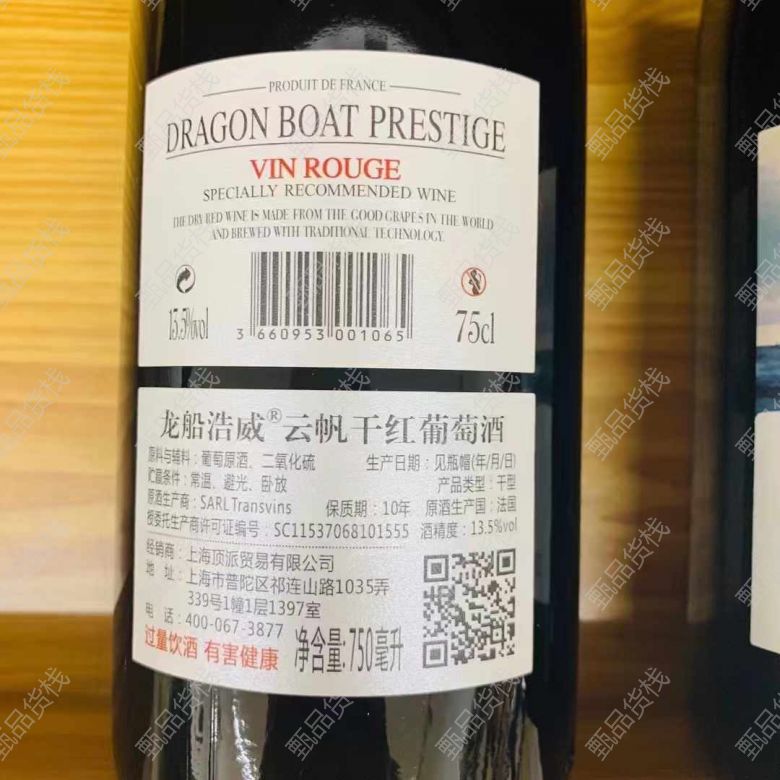 PRODUIT DE FRANCE
DRAGON BOAT PRESTIGE
VIN ROUGE
SPECIALLY RECOMMENDED WINE
THE DRY RED WINE IS MADE FROM THE GOOD GRAPES IN THE WORLD
AND BREWED WITH TRADITIONAL TECHNOLOGY.
13.5%vol
3 660953 001065
75cl
龙船浩威®云帆干红葡萄酒
原料与辅料：葡萄原酒、二氧化硫 生产日期：见瓶帽(年/月/日)
贮藏条件：常温、避光、卧放 产品类型：干型
原酒生产商：SARL Transvins 保质期：10年 原酒生产国：法国
被委托生产商许可证编号：SC11537068101555 酒精度：13.5%vol
经销商：上海顶派贸易有限公司
地 址：上海市普陀区祁连山路1035弄
339号1幢1层1397室
电 话：400-067-3877
过量饮酒 有害健康 净含量:750毫升
甄品货栈